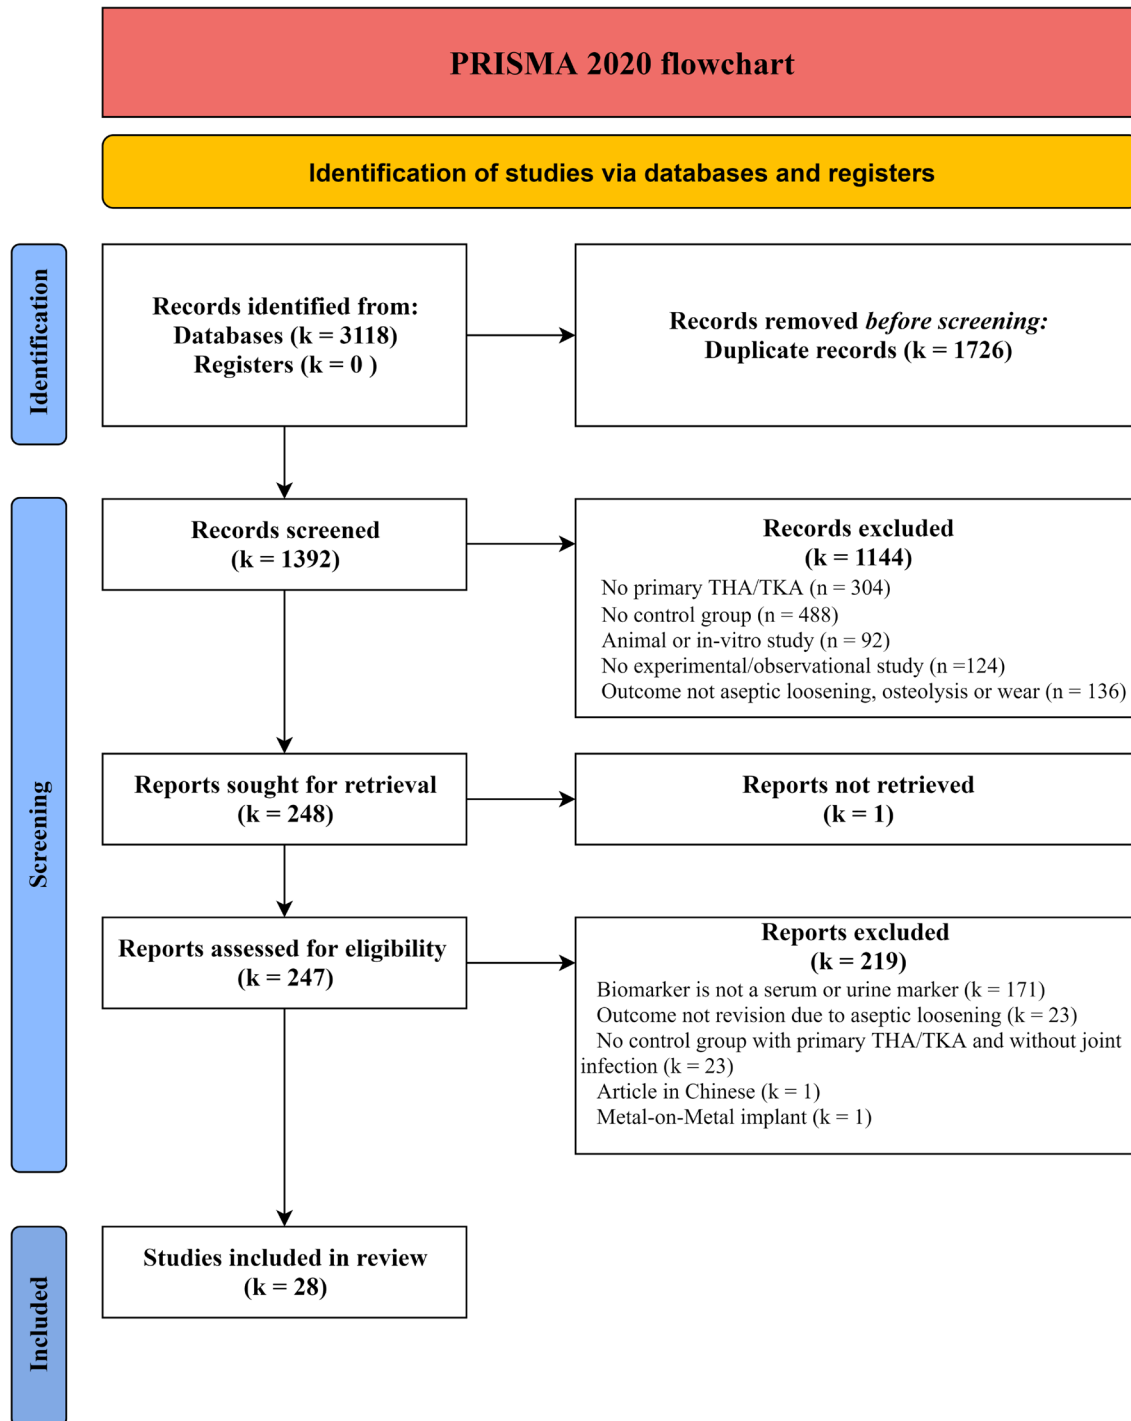 PRISMA 2020 flowchart
Identification of studies via databases and registers
Identification
Records identified from:
Databases (k = 3118)
Registers (k = 0 )
Records removed before screening:
Duplicate records (k = 1726)
Screening
Records screened
(k = 1392)
Records excluded
(k = 1144)
No primary THA/TKA (n = 304)
No control group (n = 488)
Animal or in-vitro study (n = 92)
No experimental/observational study (n =124)
Outcome not aseptic loosening, osteolysis or wear (n = 136)
Reports sought for retrieval
(k = 248)
Reports not retrieved
(k = 1)
Reports assessed for eligibility
(k = 247)
Reports excluded
(k = 219)
Biomarker is not a serum or urine marker (k = 171)
Outcome not revision due to aseptic loosening (k = 23)
No control group with primary THA/TKA and without joint
infection (k = 23)
Article in Chinese (k = 1)
Metal-on-Metal implant (k = 1)
Included
Studies included in review
(k = 28)